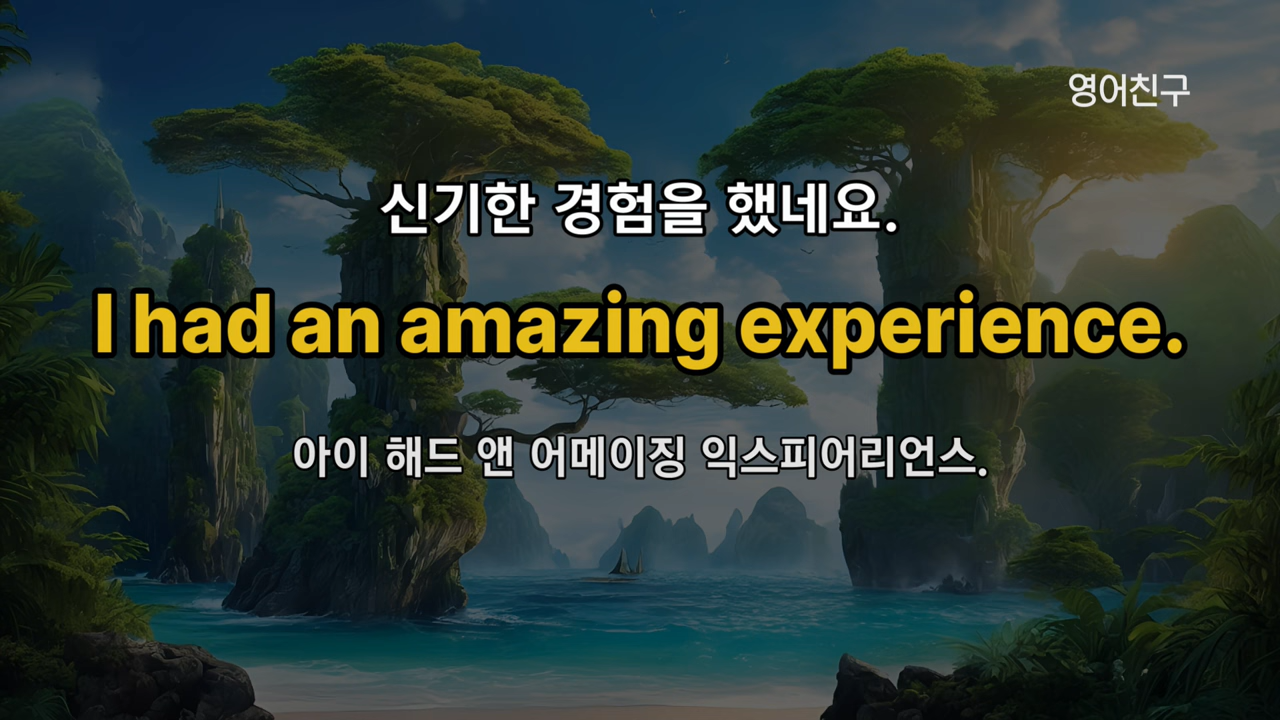 영어친구
신기한 경험을 했네요.
I had an amazing experience.
아이 해드 앤 어메이징 익스피어리언스.